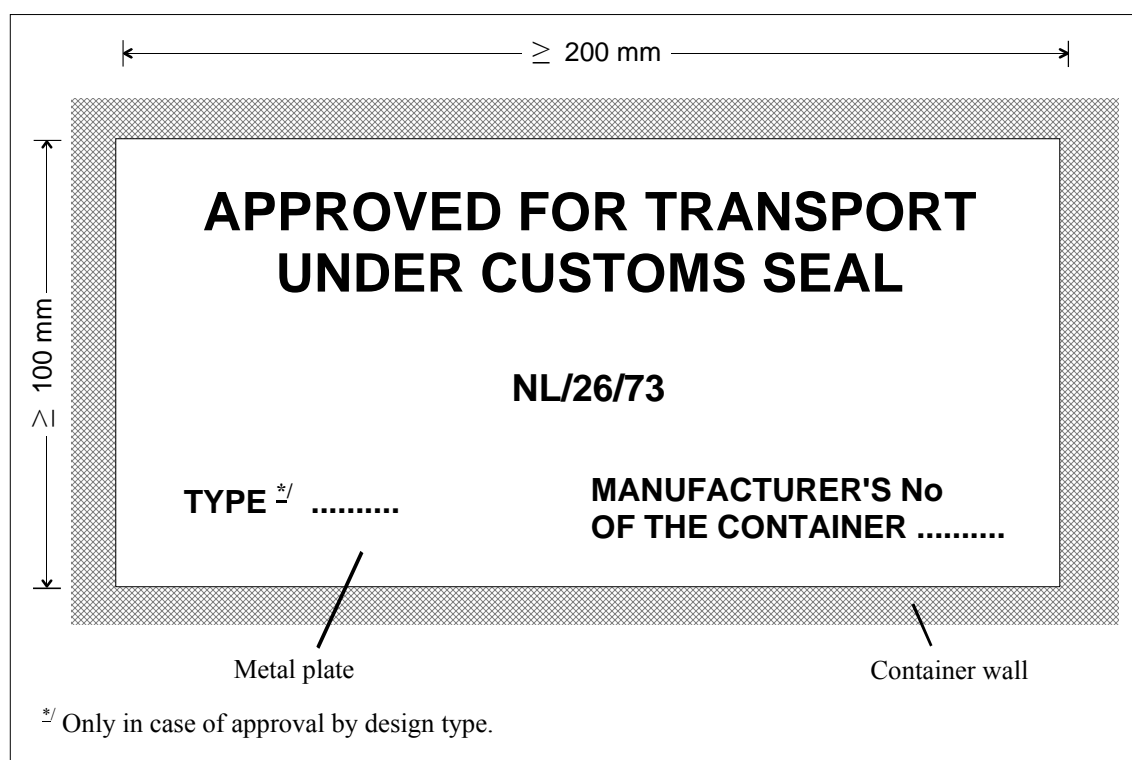 ≥ 200 mm
≥ 100 mm
APPROVED FOR TRANSPORT
UNDER CUSTOMS SEAL
NL/26/73
TYPE */ ..........
MANUFACTURER'S No
OF THE CONTAINER ..........
Metal plate
Container wall
*/ Only in case of approval by design type.